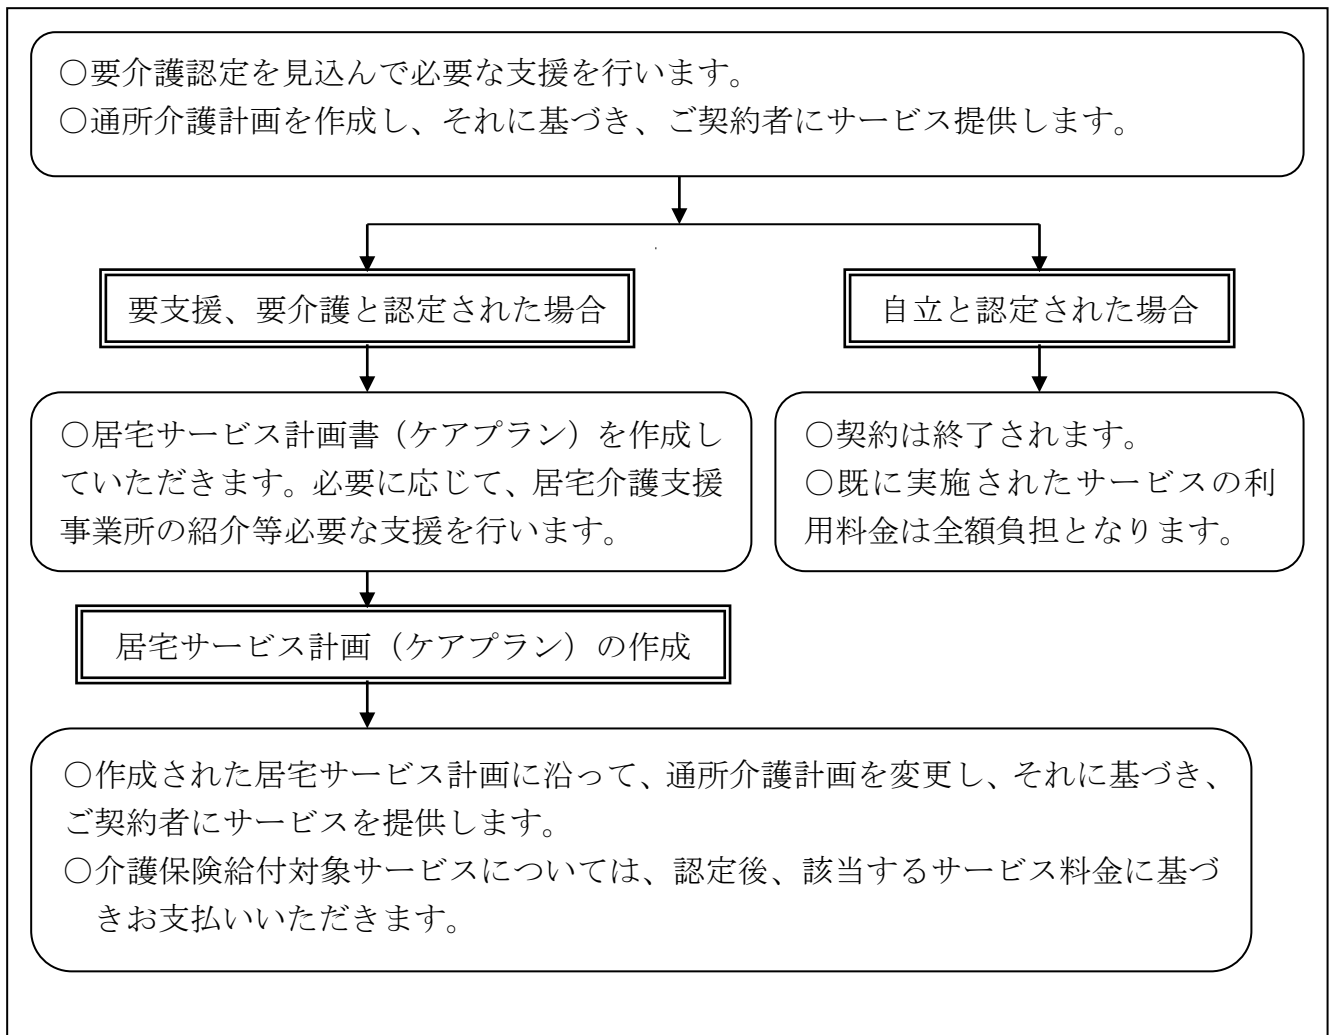 ○要介護認定を見込んで必要な支援を行います。
○通所介護計画を作成し、それに基づき、ご契約者にサービス提供します。
要支援、要介護と認定された場合
自立と認定された場合
○居宅サービス計画書（ケアプラン）を作成し
ていただきます。必要に応じて、居宅介護支援
事業所の紹介等必要な支援を行います。
○契約は終了されます。
○既に実施されたサービスの利
用料金は全額負担となります。
居宅サービス計画（ケアプラン）の作成
○作成された居宅サービス計画に沿って、通所介護計画を変更し、それに基づき、
ご契約者にサービスを提供します。
○介護保険給付対象サービスについては、認定後、該当するサービス料金に基づ
きお支払いいただきます。